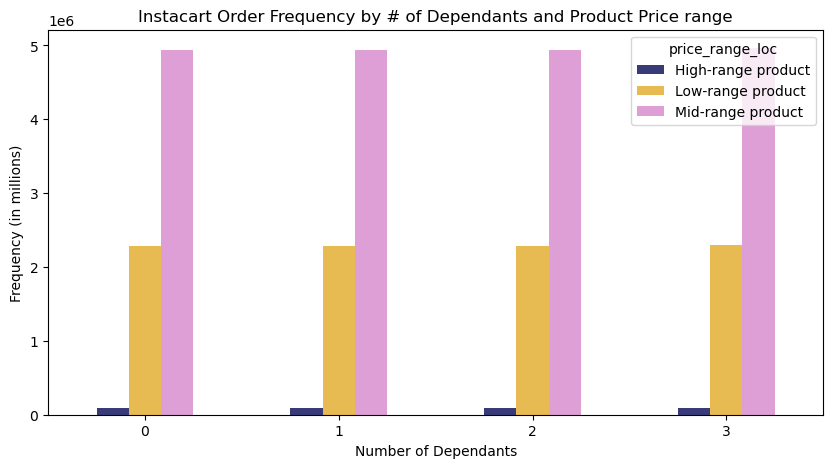 Instacart Order Frequency by # of Dependants and Product Price range
1e6
5
4
3
2
1
0
Frequency (in millions)
price_range_loc
High-range product
Low-range product
Mid-range product
0 1 2 3
Number of Dependants